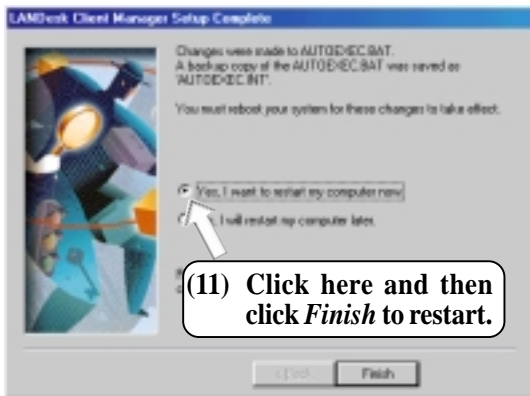 LANDesk Client Manager Setup Complete
Changes were made to AUTOEXEC.BAT.
A backup copy of the AUTOEXEC.BAT was saved as
'AUTOEXEC.INT'.
You must reboot your system for these changes to take effect.
Yes, I want to restart my computer now.
I will restart my computer later.
(11) Click here and then
click Finish to restart.
Finish